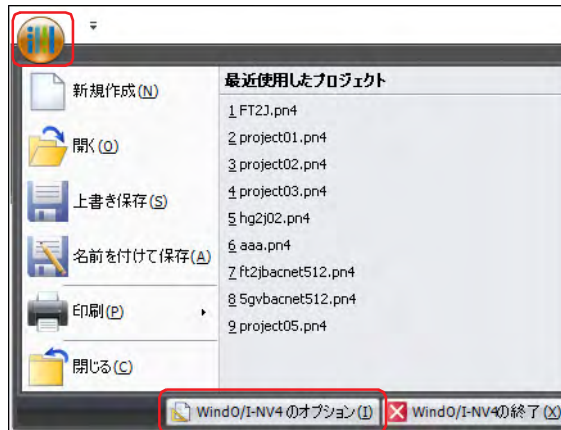 新規作成(N)
開く(O)
上書き保存(S)
名前を付けて保存(A)
印刷(P)
閉じる(C)
最近使用したプロジェクト
1 FT2J.pn4
2 project01.pn4
3 project02.pn4
4 project03.pn4
5 hg2j02.pn4
6 aaa.pn4
7 ft2jbacnet512.pn4
8 5gvbacnet512.pn4
9 project05.pn4
WindO/I-NV4 のオプション(I)
WindO/I-NV4の終了(X)